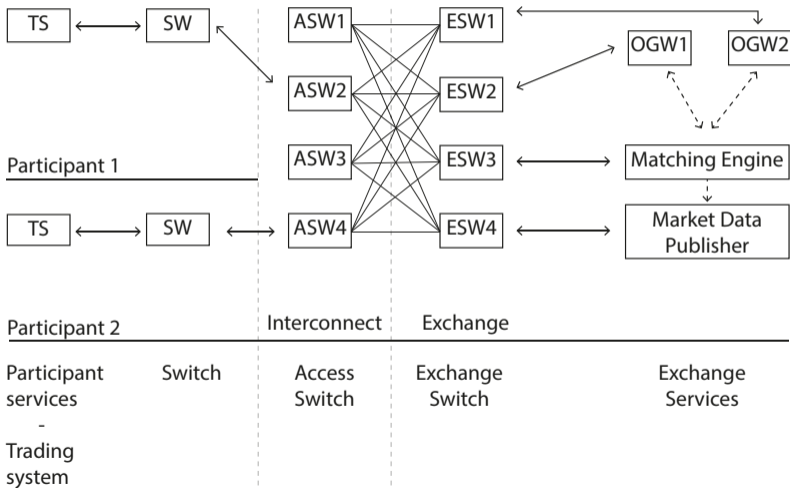 TS
SW
ASW1
ESW1
OGW1
OGW2
ASW2
ESW2
Participant 1
ASW3
ESW3
Matching Engine
TS
SW
ASW4
ESW4
Market Data
Publisher
Participant 2
Interconnect
Exchange
Participant
services
-
Trading
system
Switch
Access
Switch
Exchange
Switch
Exchange
Services